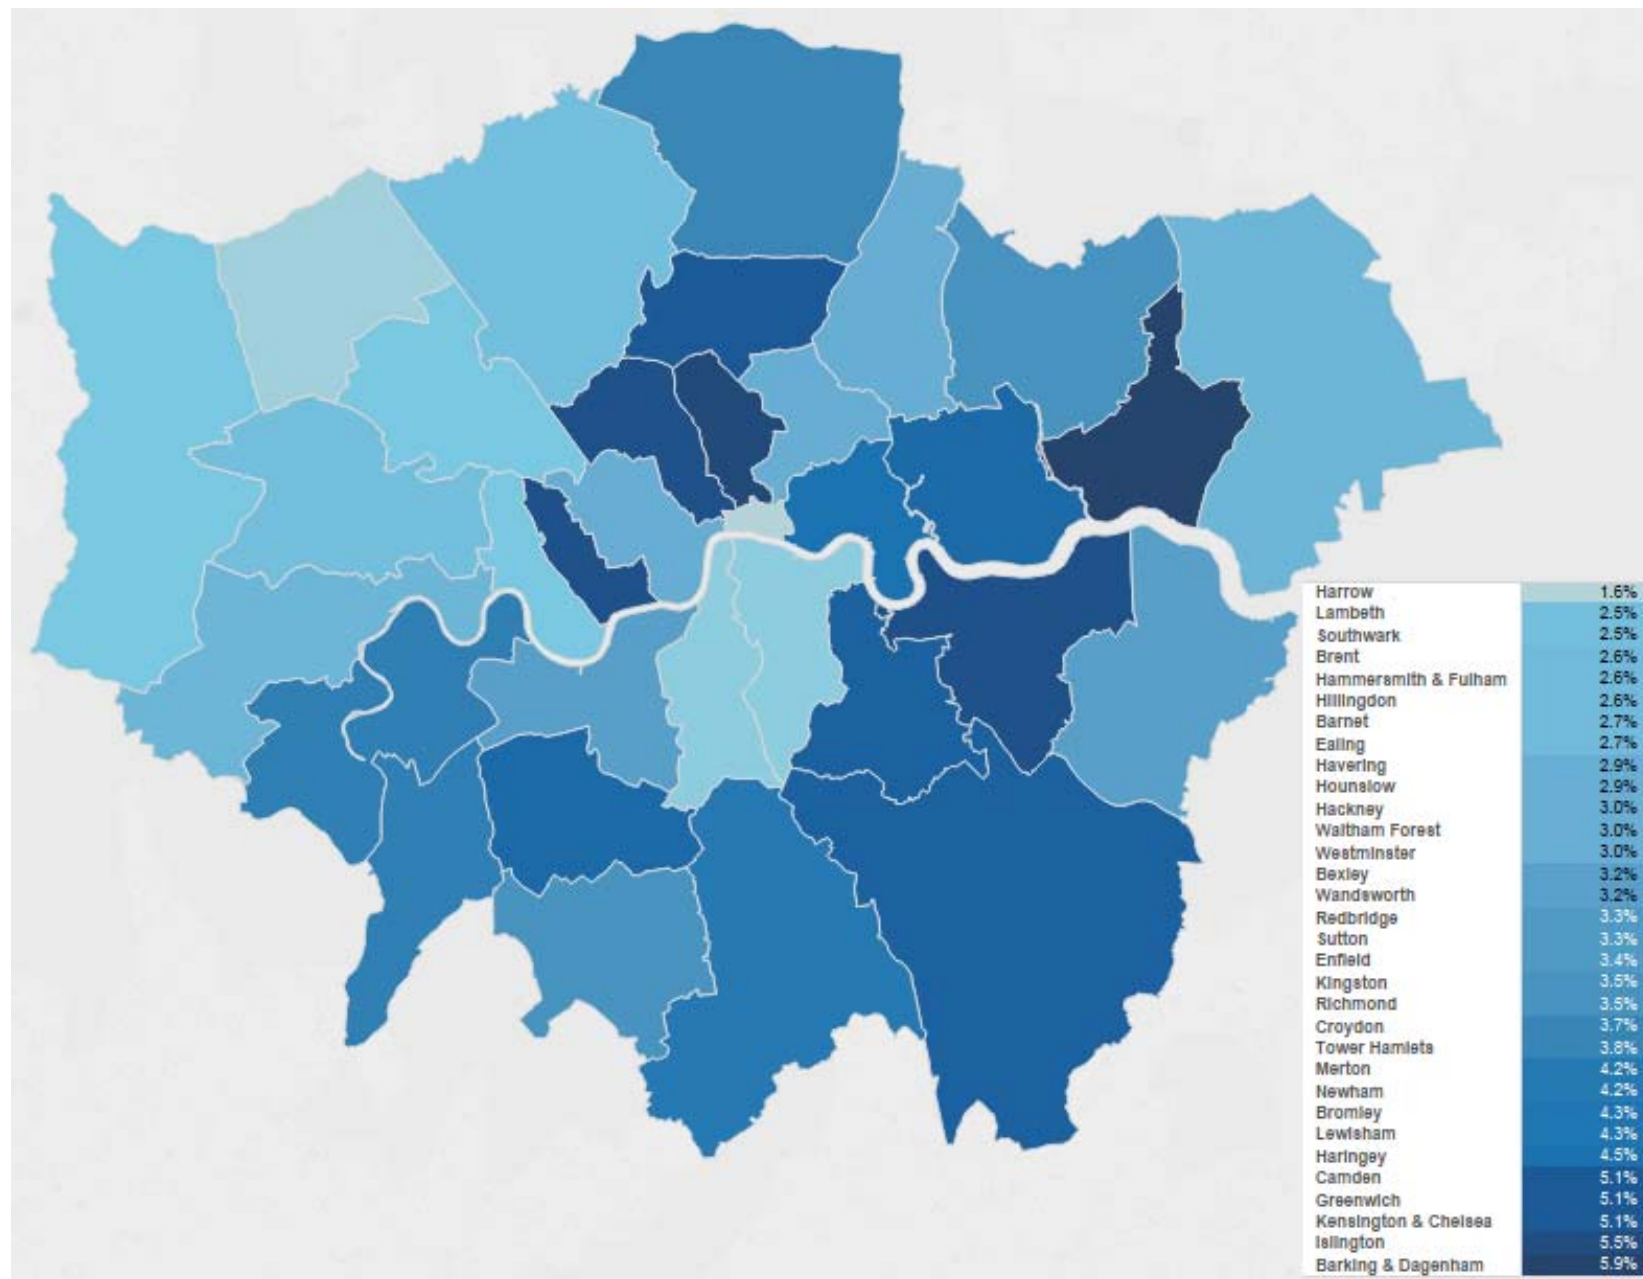 Harrow 1.6%
Lambeth 2.5%
Southwark 2.5%
Brent 2.6%
Hammersmith & Fulham 2.6%
Hillingdon 2.6%
Barnet 2.7%
Ealing 2.7%
Havering 2.9%
Hounslow 2.9%
Hackney 3.0%
Waltham Forest 3.0%
Westminster 3.0%
Bexley 3.2%
Wandsworth 3.2%
Redbridge 3.3%
Sutton 3.3%
Enfield 3.4%
Kingston 3.5%
Richmond 3.5%
Croydon 3.7%
Tower Hamlets 3.8%
Merton 4.2%
Newham 4.2%
Bromley 4.3%
Lewisham 4.3%
Haringey 4.5%
Camden 5.1%
Greenwich 5.1%
Kensington & Chelsea 5.1%
Islington 5.5%
Barking & Dagenham 5.9%